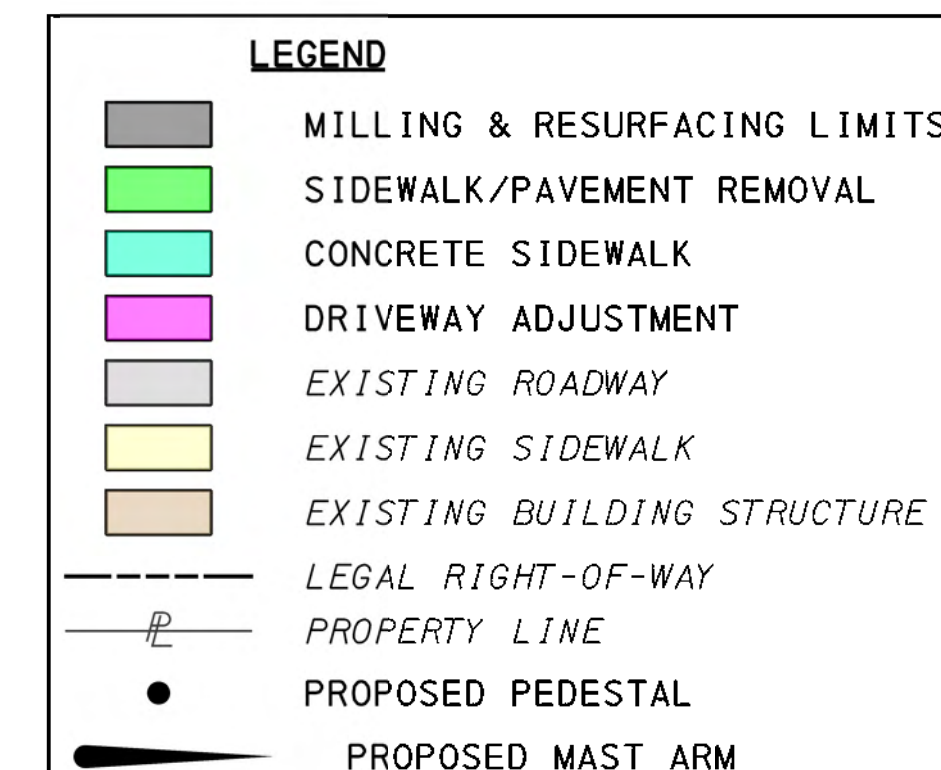 LEGEND
MILLING & RESURFACING LIMITS
SIDEWALK/PAVEMENT REMOVAL
CONCRETE SIDEWALK
DRIVEWAY ADJUSTMENT
EXISTING ROADWAY
EXISTING SIDEWALK
EXISTING BUILDING STRUCTURE
LEGAL RIGHT-OF-WAY
PL PROPERTY LINE
PROPOSED PEDESTAL
PROPOSED MAST ARM